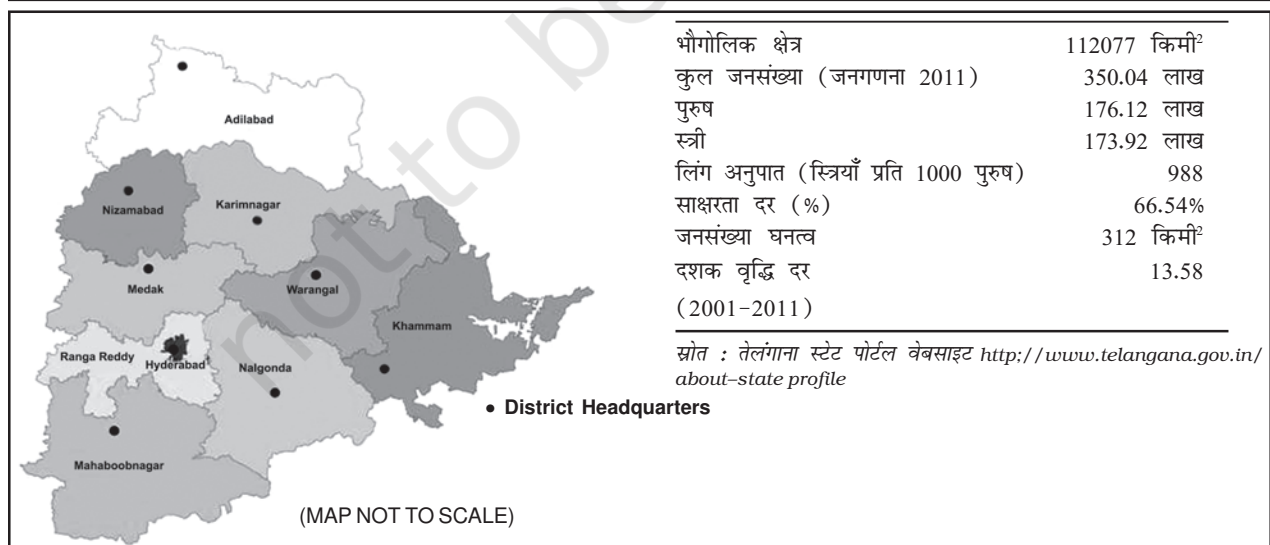 भौगोलिक क्षेत्र 112077 किमी²
कुल जनसंख्या (जनगणना 2011) 350.04 लाख
पुरुष 176.12 लाख
स्त्री 173.92 लाख
लिंग अनुपात (स्त्रियाँ प्रति 1000 पुरुष) 988
साक्षरता दर (%) 66.54%
जनसंख्या घनत्व 312 किमी²
दशक वृद्धि दर 13.58
(2001-2011)
स्रोत : तेलंगाना स्टेट पोर्टल वेबसाइट http;//www.telangana.gov.in/
about–state profile
Adilabad
Nizamabad
Karimnagar
Medak
Warangal
Khammam
Ranga Reddy
Hyderabad
Nalgonda
Mahaboobnagar
• District Headquarters
(MAP NOT TO SCALE)
not to be